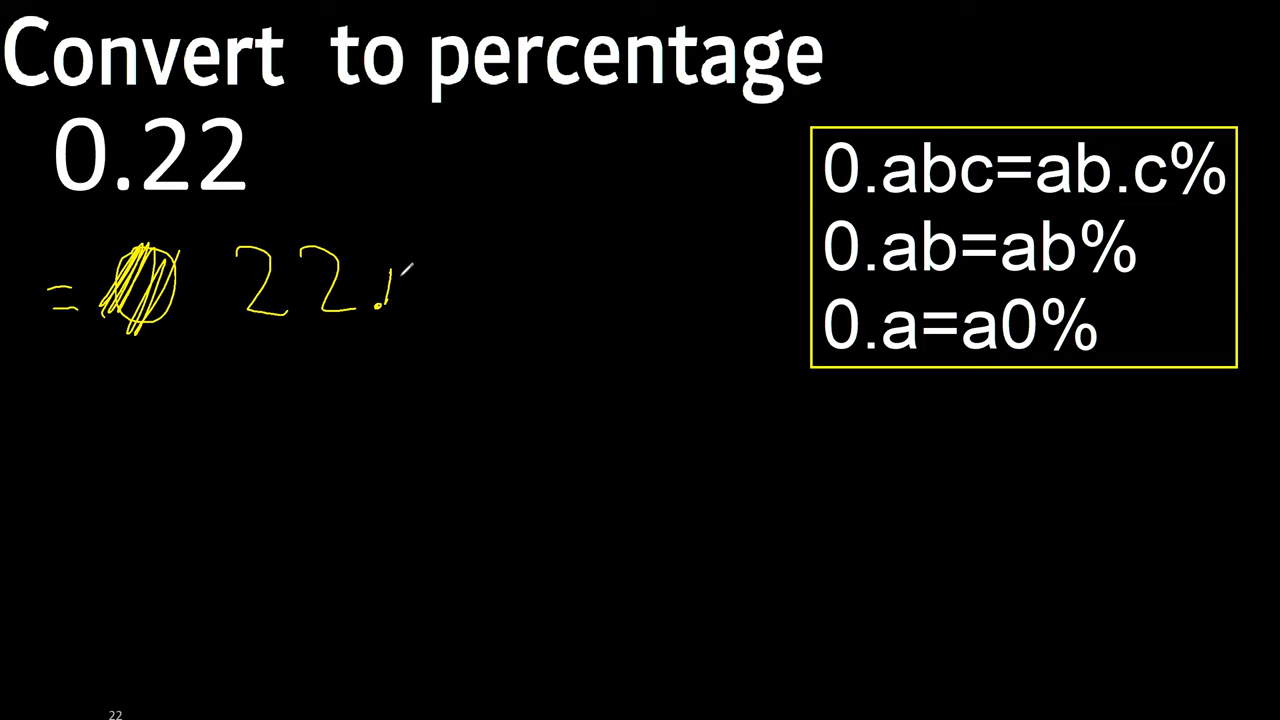 Convert to percentage
0.22
= 22.
0.abc=ab.c%
0.ab=ab%
0.a=a0%
22